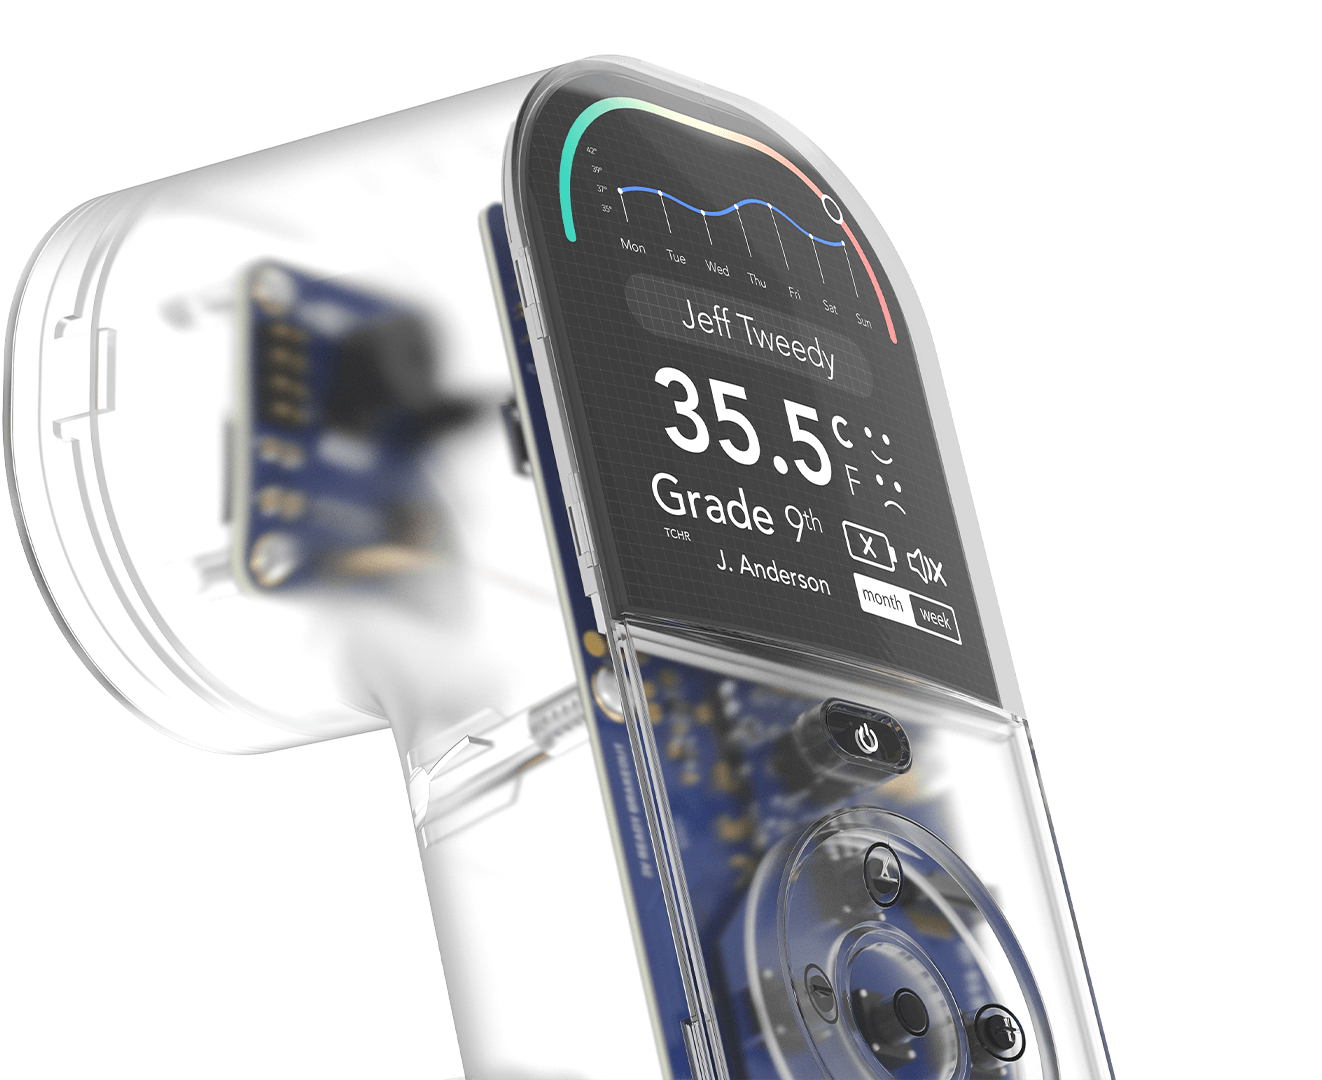 42°
39°
37°
35°
Mon Tue Wed Thu Fri Sat Sun
Jeff Tweedy
35.5 C
F
Grade 9th
TCHR
J. Anderson
month week